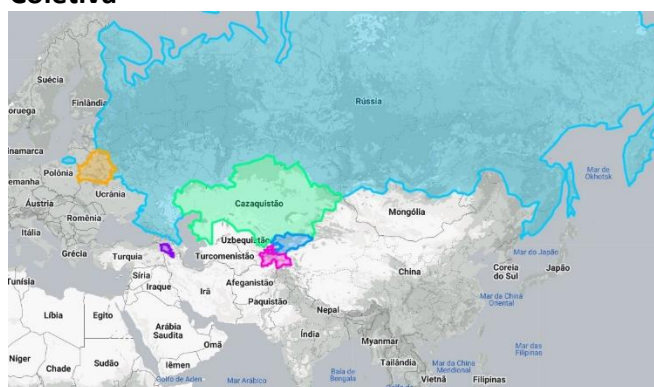 Coletiva
Suécia
Finlândia
oruega
Rússia
inamarca
Polônia
emanha
Ucrânia
Áustria
Romênia
Itália
Grécia
Turquia
Cazaquistão
Mongólia
Uzbequistão
Turcomenistão
Mar de
Okhotsk
Mar do Japão
Coreia
do Sul
Japão
China
Síria
Iraque
Irã
Afeganistão
Paquistão
Nepal
Tunísia
Líbia
Egito
Arábia
Saudita
Omã
Índia
Myanmar
Mar da China
Oriental
Mar das
Filipinas
Níger
Chade
Sudão
Iêmen
Golfo de Aden
Mar Arábico
Baía de
Bengala
Tailândia
Vietnã
Mar da China
Meridional
Filipinas